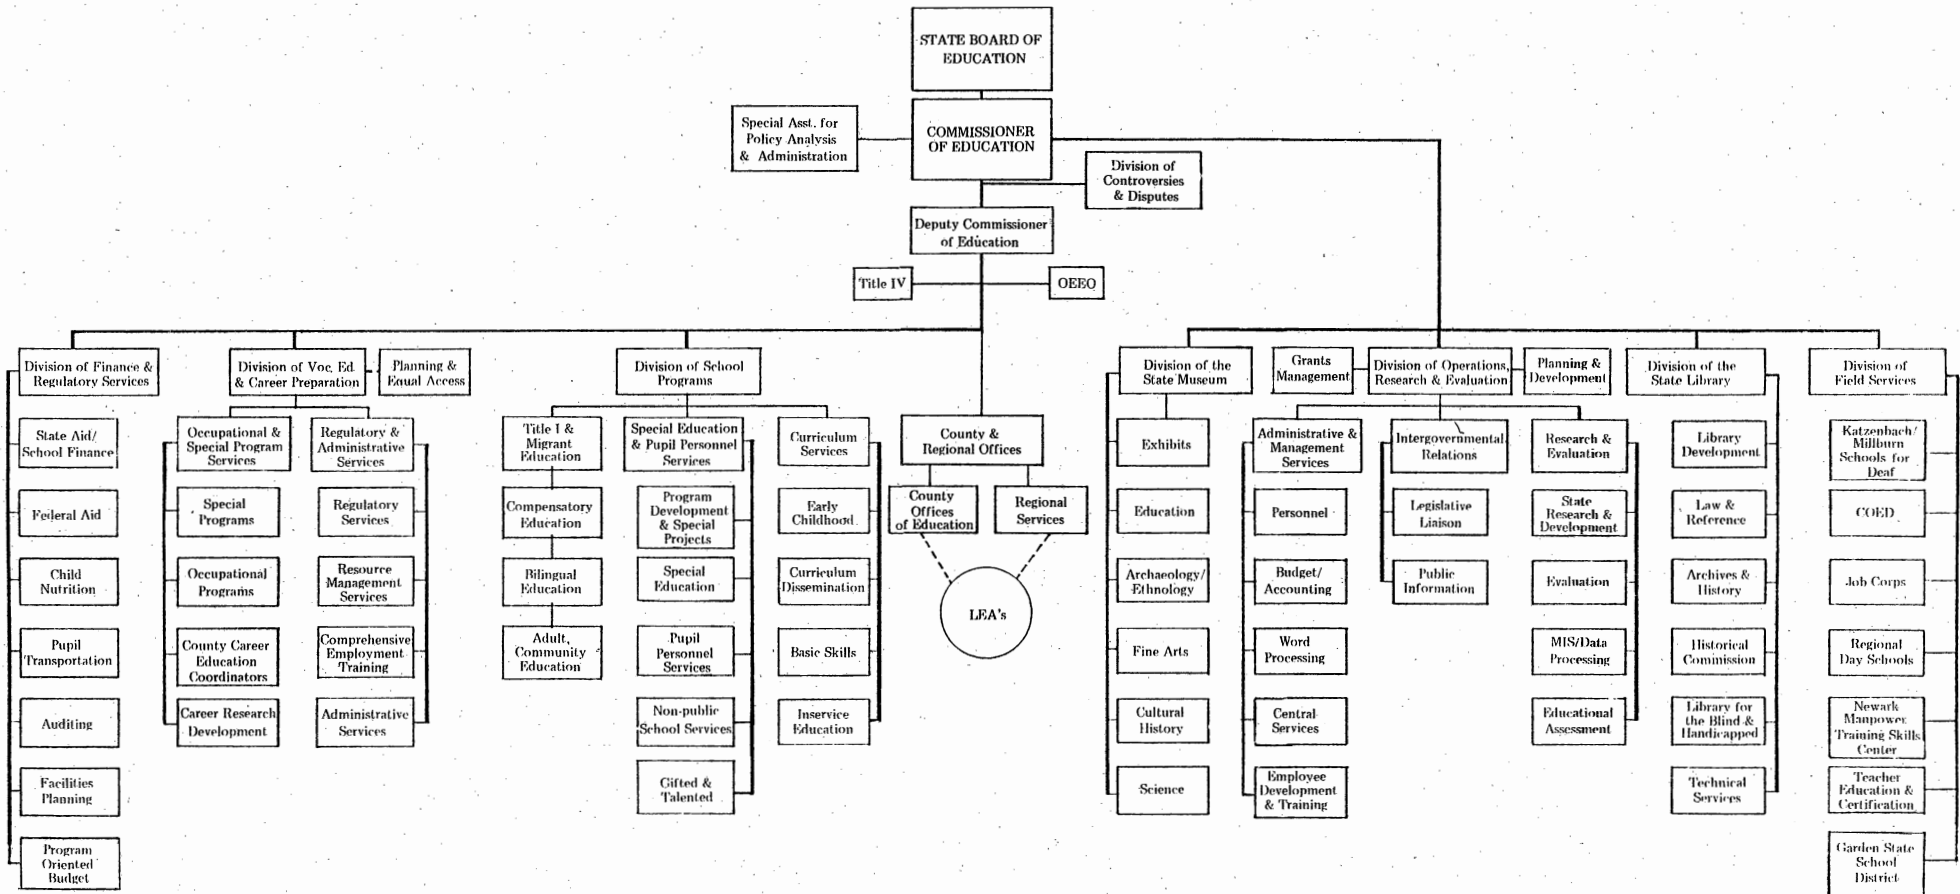 STATE BOARD OF
EDUCATION
COMMISSIONER
OF EDUCATION
Special Asst. for
Policy Analysis
& Administration
Division of
Controversies
& Disputes
Deputy Commissioner
of Education
Title IV
OEEO
Division of Finance &
Regulatory Services
State Aid/
School Finance
Federal Aid
Child
Nutrition
Pupil
Transportation
Auditing
Facilities
Planning
Program
Oriented
Budget
Division of Voc. Ed.
& Career Preparation
Planning &
Equal Access
Occupational &
Special Program
Services
Special
Programs
Occupational
Programs
County Career
Education
Coordinators
Career Research
Development
Regulatory &
Administrative
Services
Regulatory
Services
Resource
Management
Services
Comprehensive
Employment
Training
Administrative
Services
Division of School
Programs
Title I &
Migrant
Education
Compensatory
Education
Bilingual
Education
Adult,
Community
Education
Special Education
& Pupil Personnel
Services
Program
Development
& Special
Projects
Special
Education
Pupil
Personnel
Services
Non-public
School Services
Gifted &
Talented
Curriculum
Services
Early
Childhood
Curriculum
Dissemination
Basic Skills
Inservice
Education
County &
Regional Offices
County
Offices
of Education
Regional
Services
LEA's
Division of the
State Museum
Exhibits
Education
Archaeology/
Ethnology
Fine Arts
Cultural
History
Science
Grants
Management
Division of Operations,
Research & Evaluation
Planning &
Development
Administrative &
Management
Services
Personnel
Budget/
Accounting
Word
Processing
Central
Services
Employee
Development
& Training
Intergovernmental
Relations
Legislative
Liaison
Public
Information
Research &
Evaluation
State
Research &
Development
Evaluation
MIS/Data
Processing
Educational
Assessment
Division of the
State Library
Library
Development
Law &
Reference
Archives &
History
Historical
Commission
Library for
the Blind &
Handicapped
Technical
Services
Division of
Field Services
Katzenbach/
Millburn
Schools for
Deaf
COED
Job Corps
Regional
Day Schools
Newark
Manpower
Training Skills
Center
Teacher
Education &
Certification
Garden State
School
District